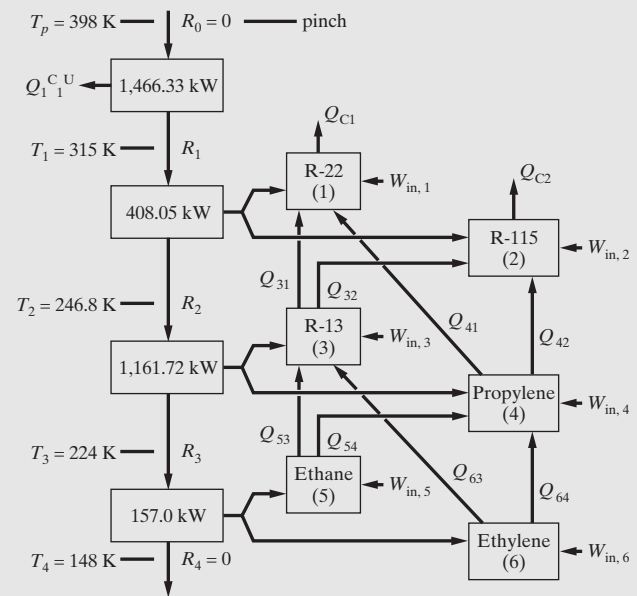 T_p = 398 K R_0 = 0 pinch
Q_1^C_1^U 1,466.33 kW
Q_C1
T_1 = 315 K R_1
R-22
(1)
W_in, 1
Q_C2
408.05 kW
R-115
(2)
W_in, 2
Q_31 Q_32
T_2 = 246.8 K R_2
Q_41 Q_42
R-13
(3)
W_in, 3
1,161.72 kW
Propylene
(4)
W_in, 4
T_3 = 224 K R_3
Q_53 Q_54
Q_63 Q_64
Ethane
(5)
W_in, 5
157.0 kW
Ethylene
(6)
W_in, 6
T_4 = 148 K R_4 = 0